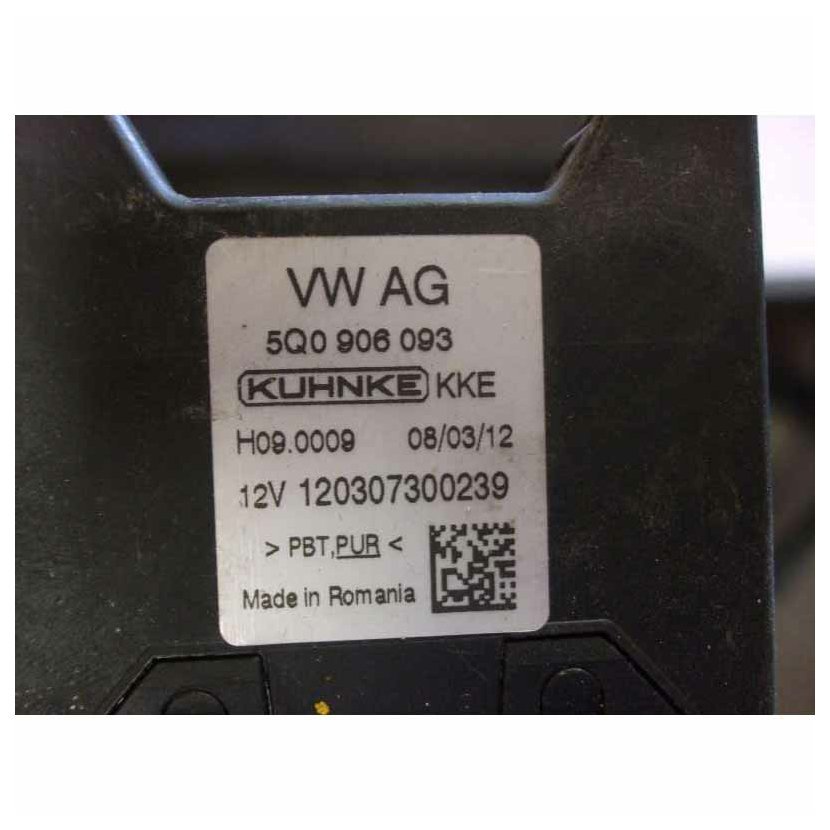 VW AG
5Q0 906 093
KUHNKE KKE
H09.0009 08/03/12
12V 120307300239
> PBT,PUR <
Made in Romania